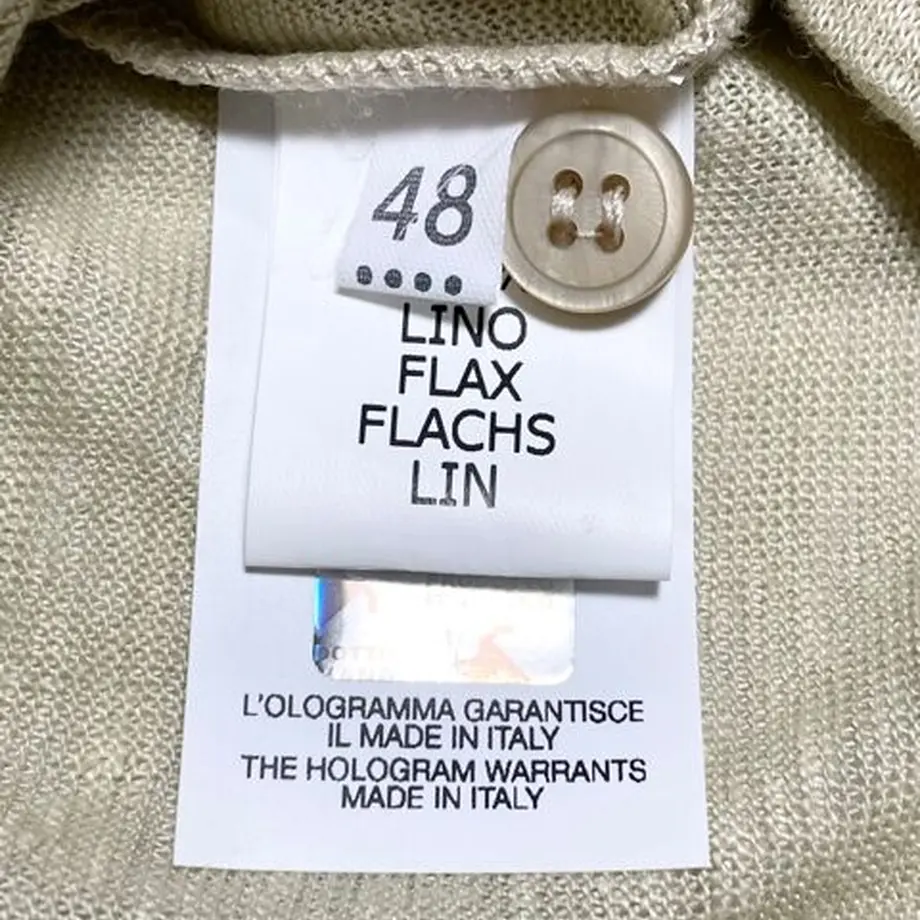 48
LINO
FLAX
FLACHS
LIN
L'OLOGRAMMA GARANTISCE
IL MADE IN ITALY
THE HOLOGRAM WARRANTS
MADE IN ITALY